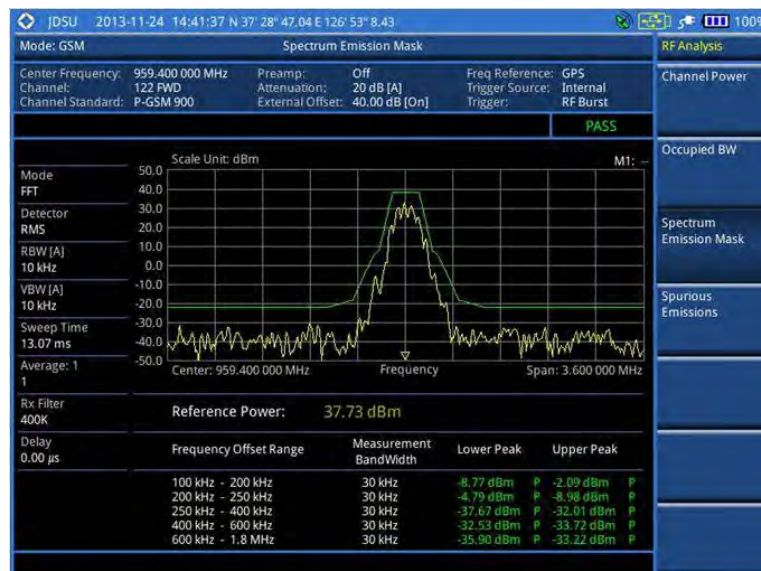 JDSU 2013-11-24 14:41:37 N 37' 28" 47.04 E 126' 53" 8.43 100%
Mode: GSM Spectrum Emission Mask RF Analysis
Center Frequency: 959.400 000 MHz Preamp: Off Freq Reference: GPS
Channel: 122 FWD Attenuation: 20 dB [A] Trigger Source: Internal
Channel Standard: P-GSM 900 External Offset: 40.00 dB [On] Trigger: RF Burst
PASS
Channel Power
Occupied BW
Spectrum
Emission Mask
Spurious
Emissions
Scale Unit: dBm M1: --
Mode
FFT
Detector
RMS
RBW [A]
10 kHz
VBW [A]
10 kHz
Sweep Time
13.07 ms
Average: 1
1
Rx Filter
400K
Delay
0.00 µs
50.0
40.0
30.0
20.0
10.0
0.0
-10.0
-20.0
-30.0
-40.0
-50.0
Center: 959.400 000 MHz Frequency Span: 3.600 000 MHz
Reference Power: 37.73 dBm
Frequency Offset Range Measurement BandWidth Lower Peak Upper Peak
100 kHz - 200 kHz 30 kHz -8.77 dBm P -2.09 dBm P
200 kHz - 250 kHz 30 kHz -4.79 dBm P -8.98 dBm P
250 kHz - 400 kHz 30 kHz -37.67 dBm P -32.01 dBm P
400 kHz - 600 kHz 30 kHz -32.53 dBm P -33.72 dBm P
600 kHz - 1.8 MHz 30 kHz -35.90 dBm P -33.22 dBm P